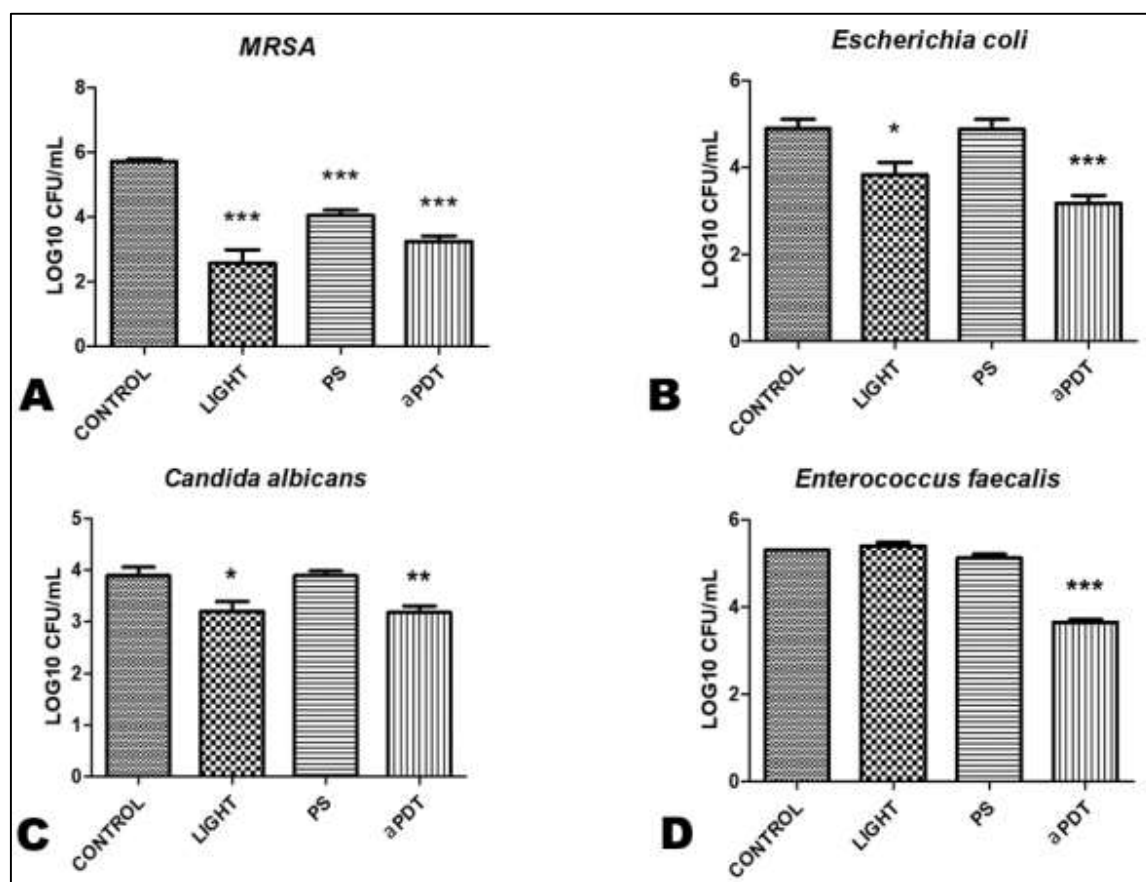 MRSA
LOG10 CFU/mL
8
6
4
2
0
***
***
***
CONTROL
LIGHT
PS
aPDT
A
Escherichia coli
LOG10 CFU/mL
6
4
2
0
*
***
CONTROL
LIGHT
PS
aPDT
B
Candida albicans
LOG10 CFU/mL
5
4
3
2
1
0
*
**
CONTROL
LIGHT
PS
aPDT
C
Enterococcus faecalis
LOG10 CFU/mL
6
4
2
0
***
CONTROL
LIGHT
PS
aPDT
D